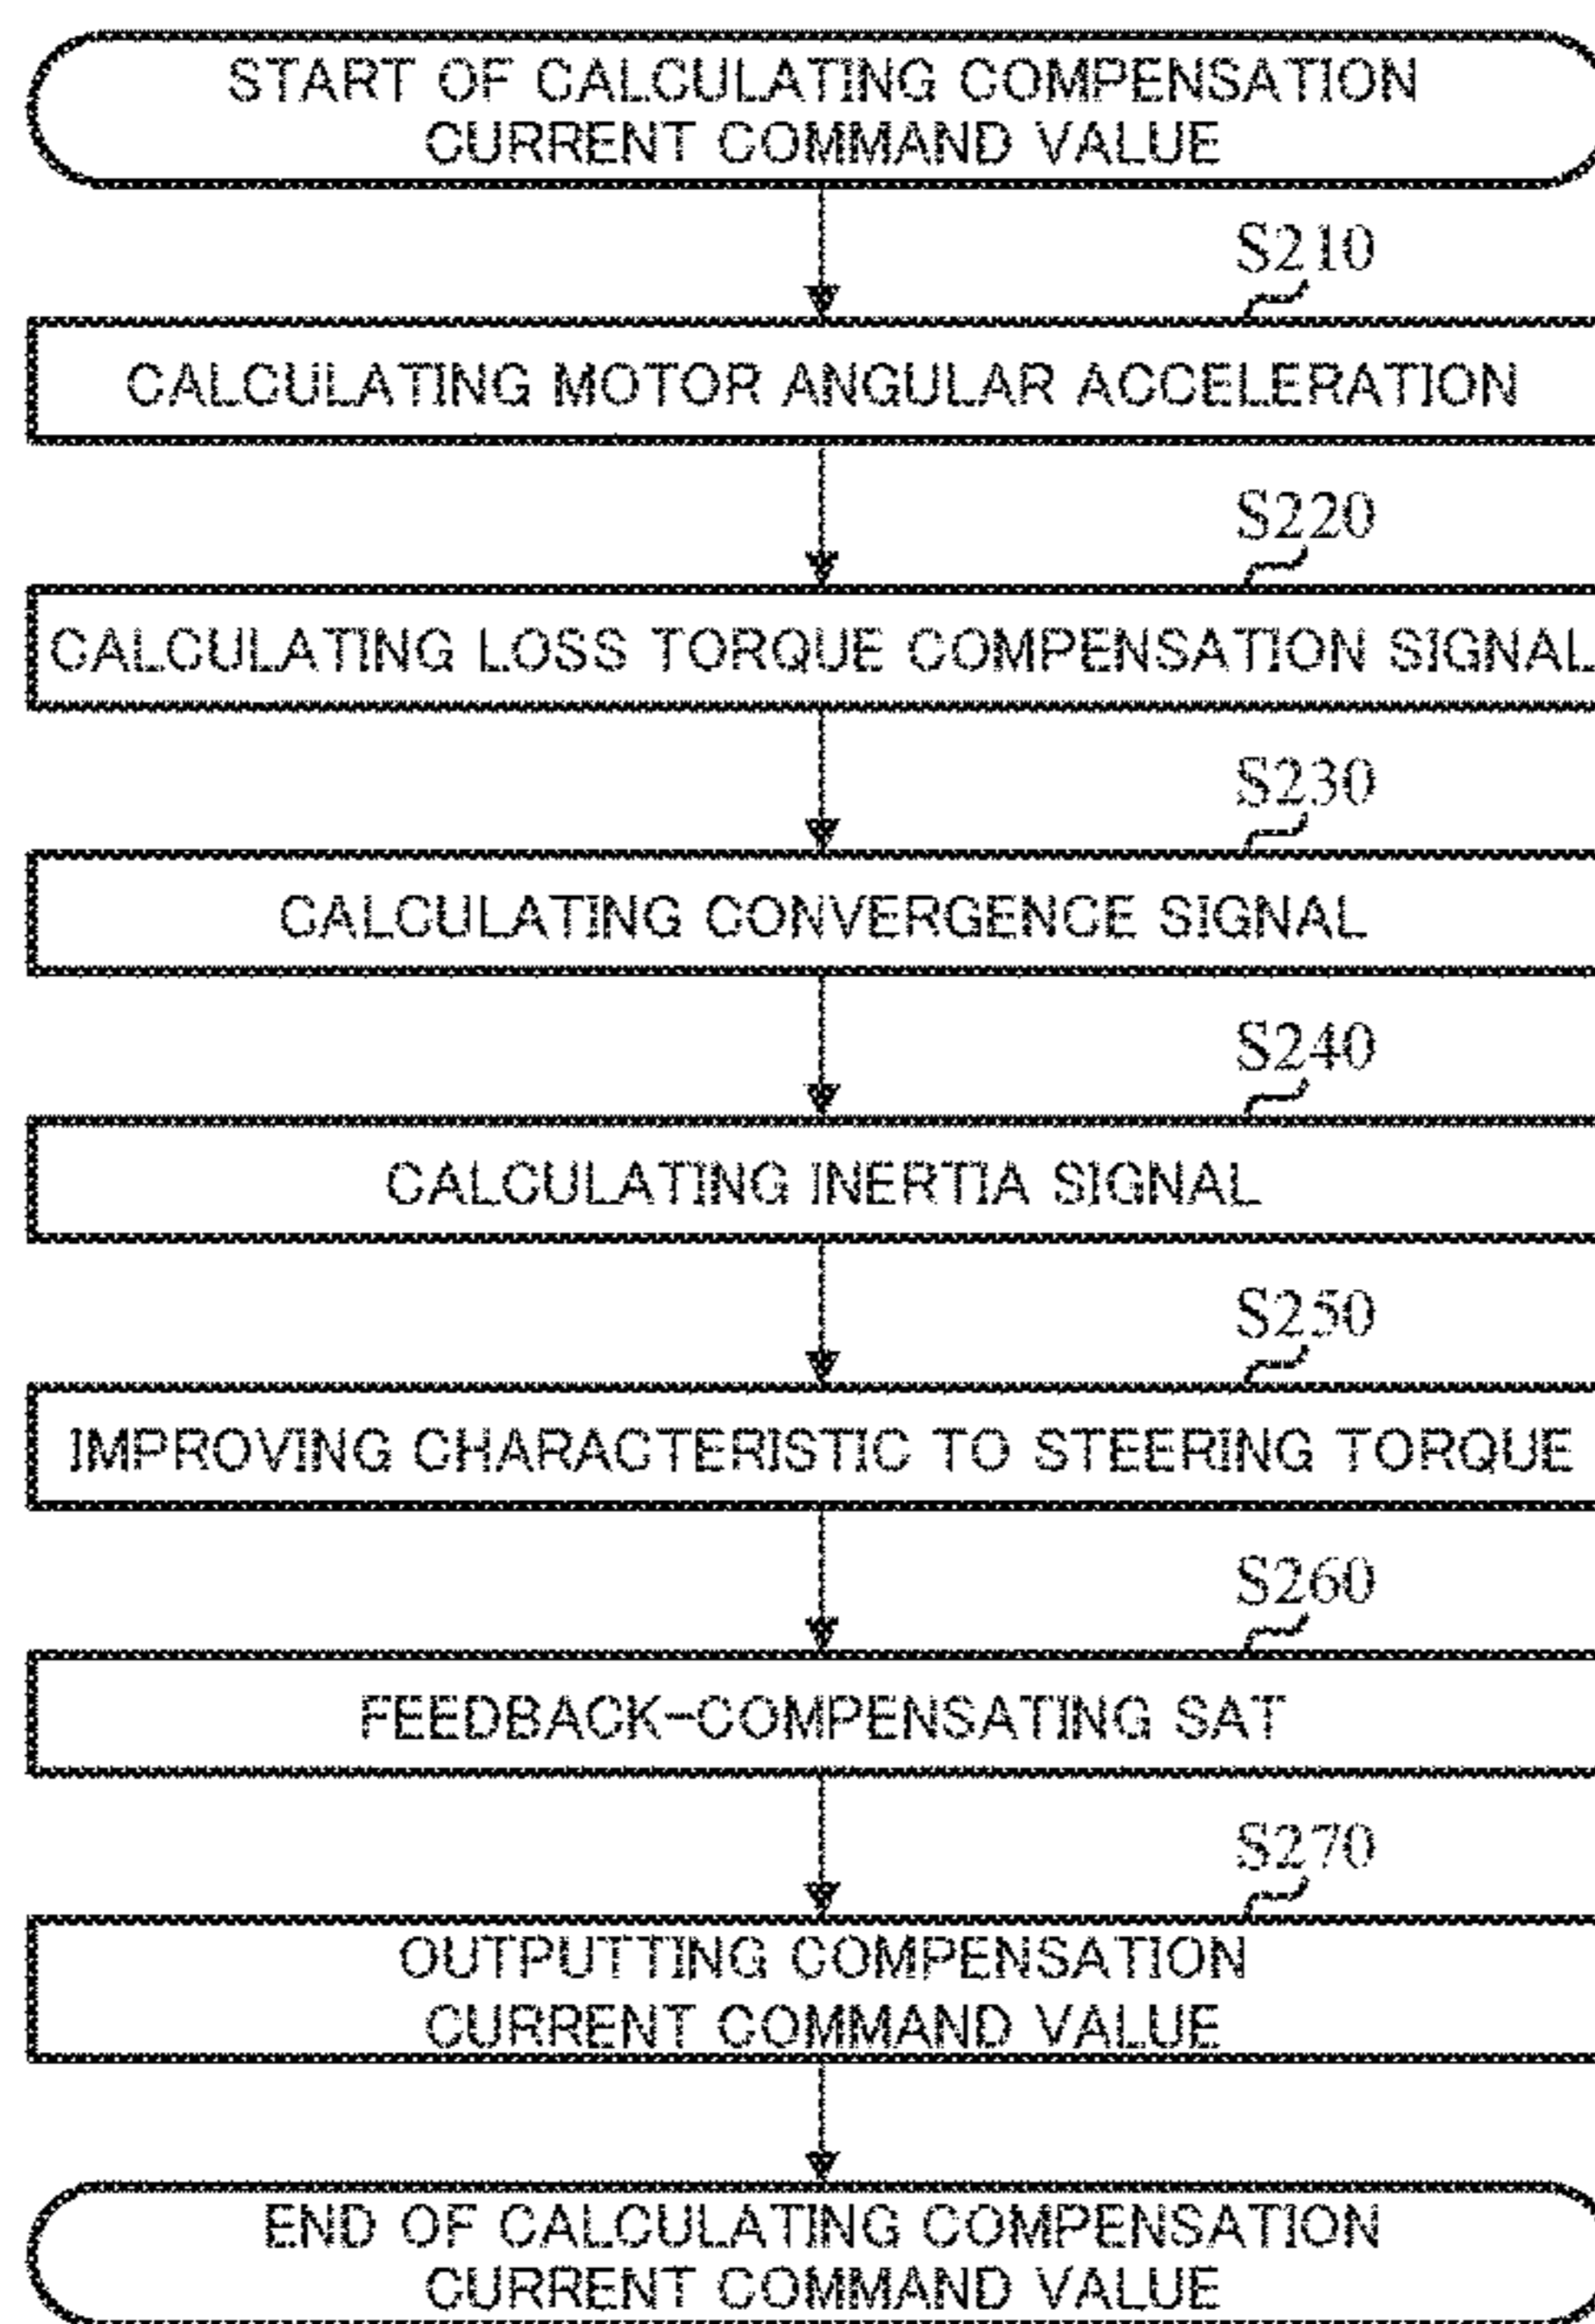 START OF CALCULATING COMPENSATION
CURRENT COMMAND VALUE
S210
CALCULATING MOTOR ANGULAR ACCELERATION
S220
CALCULATING LOSS TORQUE COMPENSATION SIGNAL
S230
CALCULATING CONVERGENCE SIGNAL
S240
CALCULATING INERTIA SIGNAL
S250
IMPROVING CHARACTERISTIC TO STEERING TORQUE
S260
FEEDBACK-COMPENSATING SAT
S270
OUTPUTTING COMPENSATION
CURRENT COMMAND VALUE
END OF CALCULATING COMPENSATION
CURRENT COMMAND VALUE